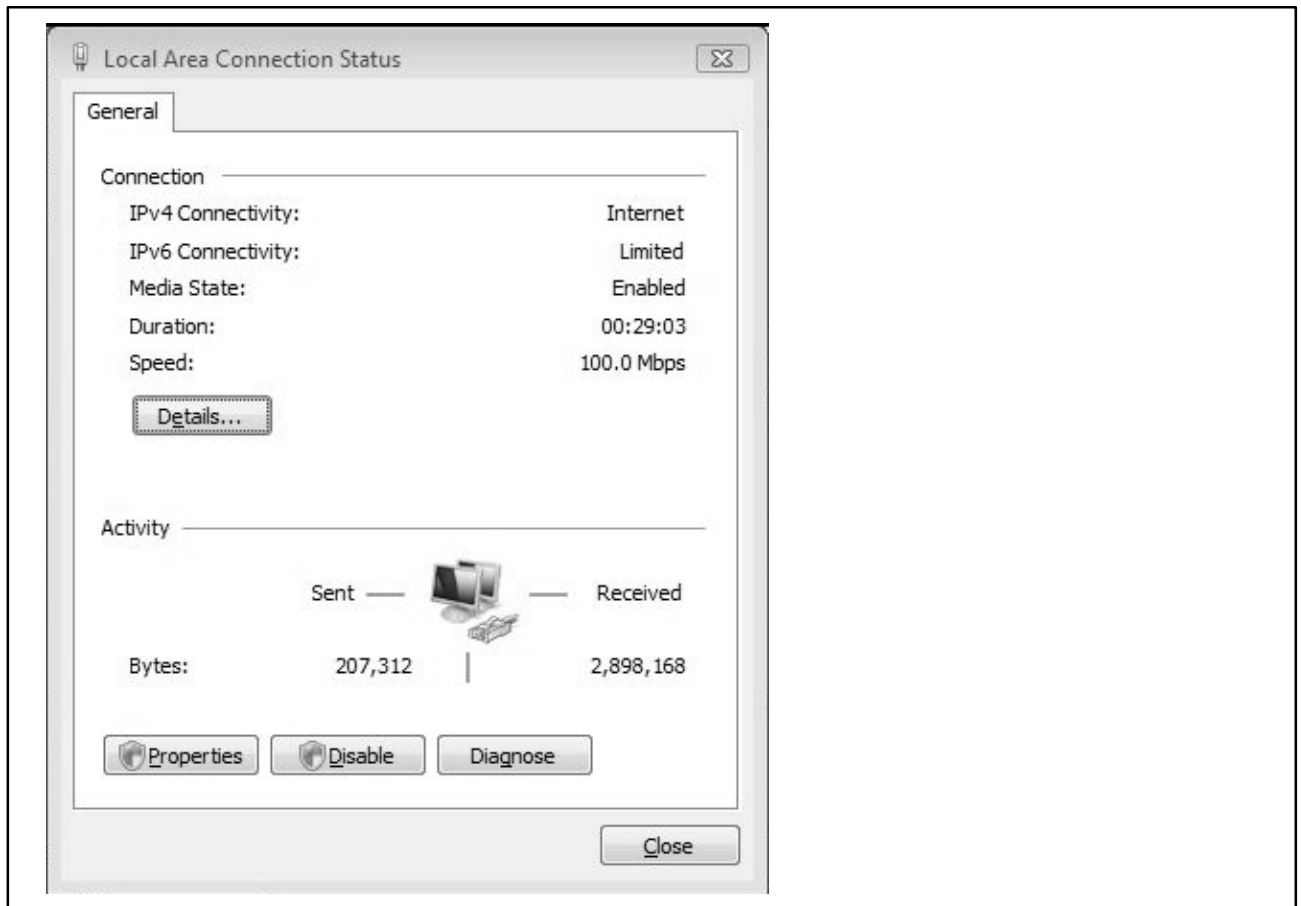 Local Area Connection Status
General
Connection
IPv4 Connectivity: Internet
IPv6 Connectivity: Limited
Media State: Enabled
Duration: 00:29:03
Speed: 100.0 Mbps
Details...
Activity
Sent Received
Bytes: 207,312 2,898,168
Properties Disable Diagnose
Close